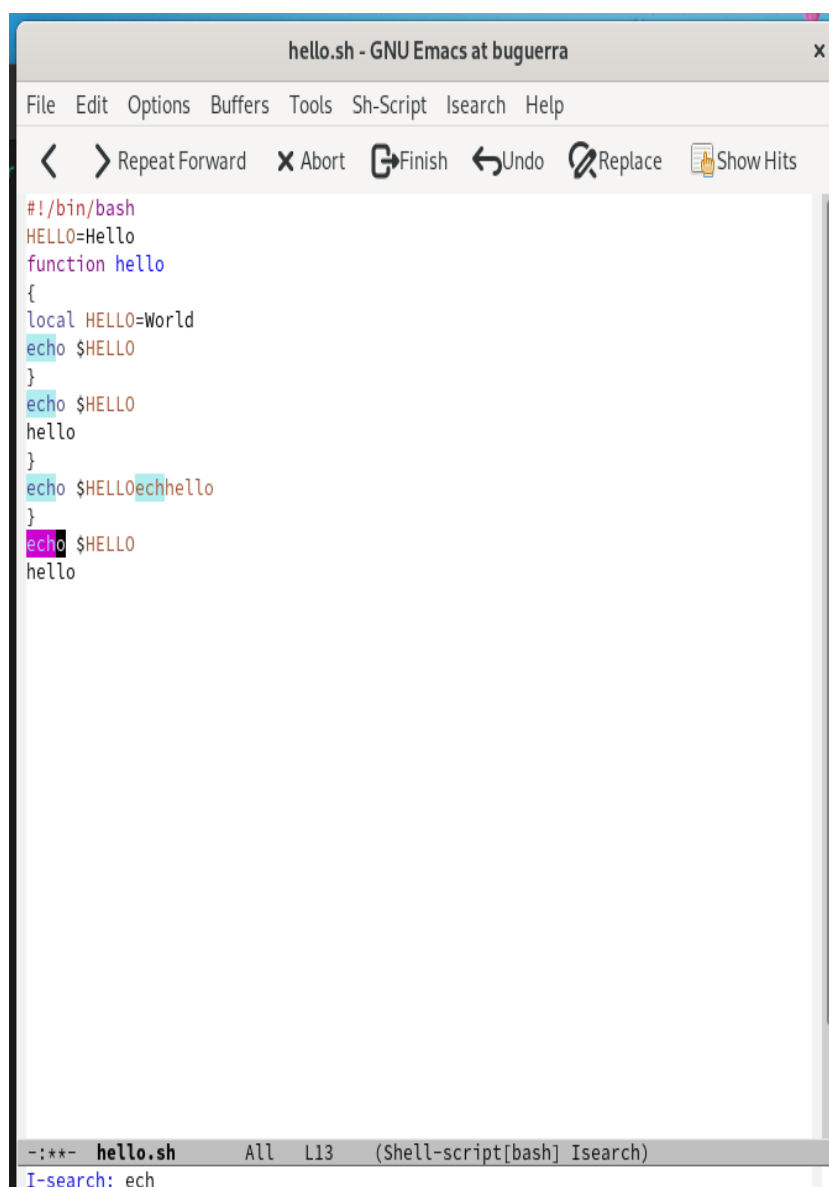 hello.sh - GNU Emacs at buguerra ×
File Edit Options Buffers Tools Sh-Script Isearch Help
Repeat Forward Abort Finish Undo Replace Show Hits
#!/bin/bash
HELLO=Hello
function hello
{
local HELLO=World
echo $HELLO
}
echo $HELLO
hello
}
echo $HELLOechhello
}
echo $HELLO
hello
-:**- hello.sh All L13 (Shell-script[bash] Isearch)
I-search: ech